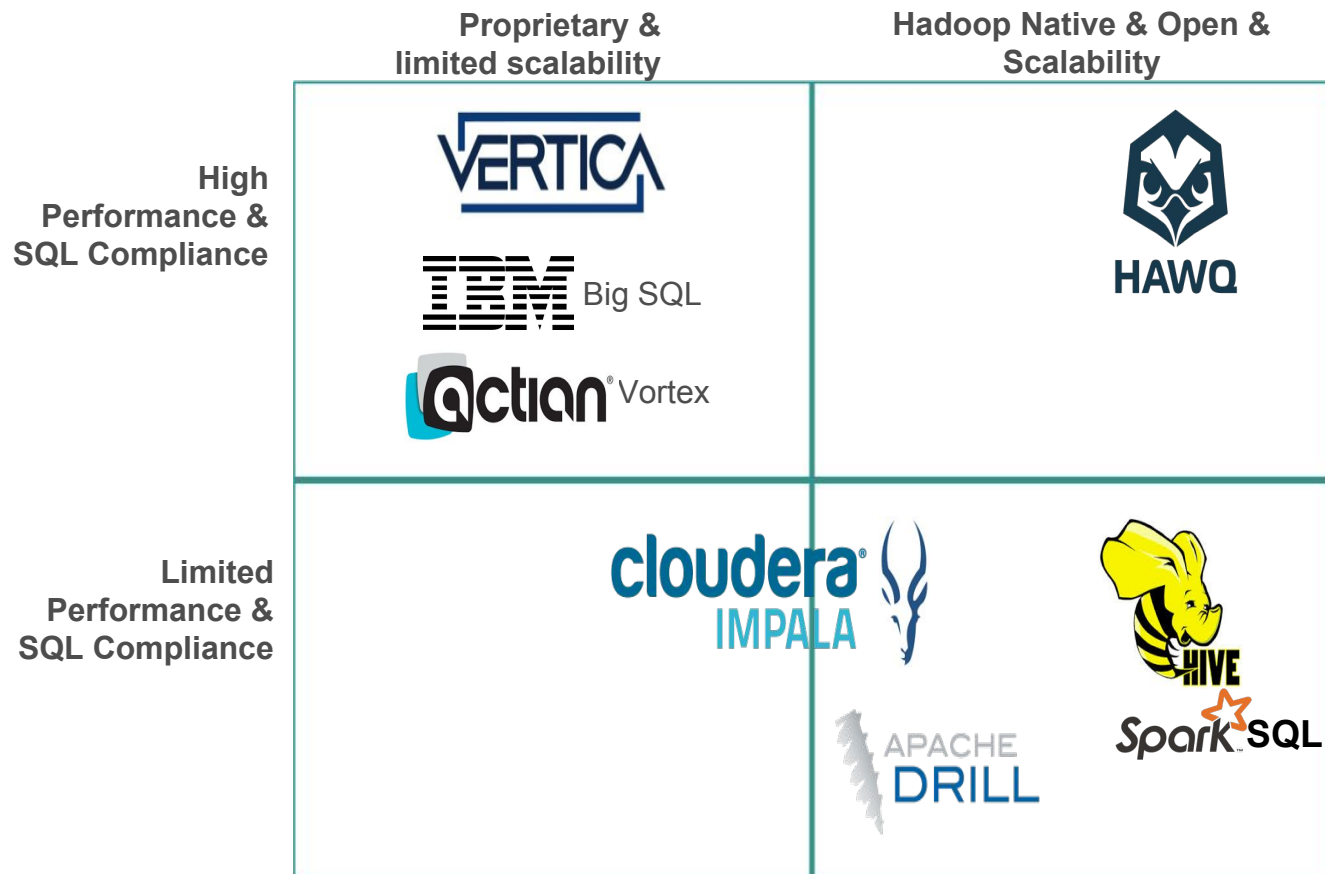 Proprietary &
limited scalability
Hadoop Native & Open &
Scalability
High
Performance &
SQL Compliance
VERTICA
IBM Big SQL
actian® Vortex
HAWQ
Limited
Performance &
SQL Compliance
cloudera®
IMPALA
HIVE
APACHE
DRILL
Spark™ SQL